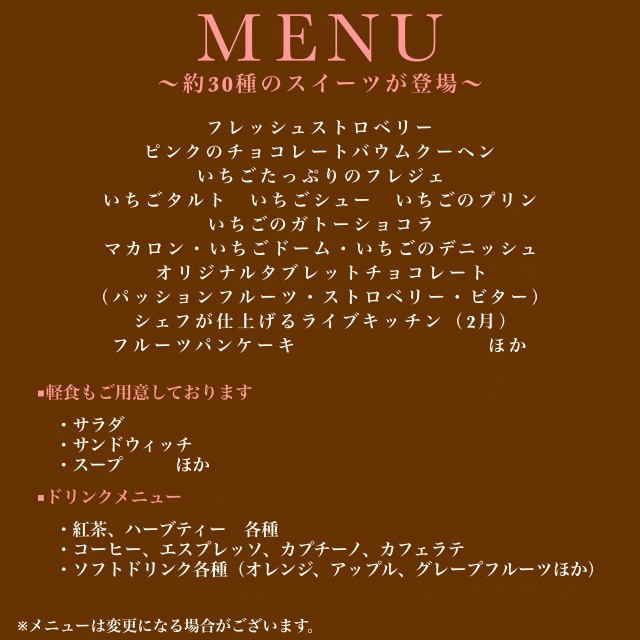 MENU
～約30種のスイーツが登場～
フレッシュストロベリー
ピンクのチョコレートバウムクーヘン
いちごたっぷりのフレジェ
いちごタルト　いちごシュー　いちごのプリン
いちごのガトーショコラ
マカロン・いちごドーム・いちごのデニッシュ
オリジナルタブレットチョコレート
（パッションフルーツ・ストロベリー・ビター）
シェフが仕上げるライブキッチン（2月）
フルーツパンケーキ　ほか
▪軽食もご用意しております
・サラダ
・サンドウィッチ
・スープ　ほか
▪ドリンクメニュー
・紅茶、ハーブティー　各種
・コーヒー、エスプレッソ、カプチーノ、カフェラテ
・ソフトドリンク各種（オレンジ、アップル、グレープフルーツほか）
※メニューは変更になる場合がございます。